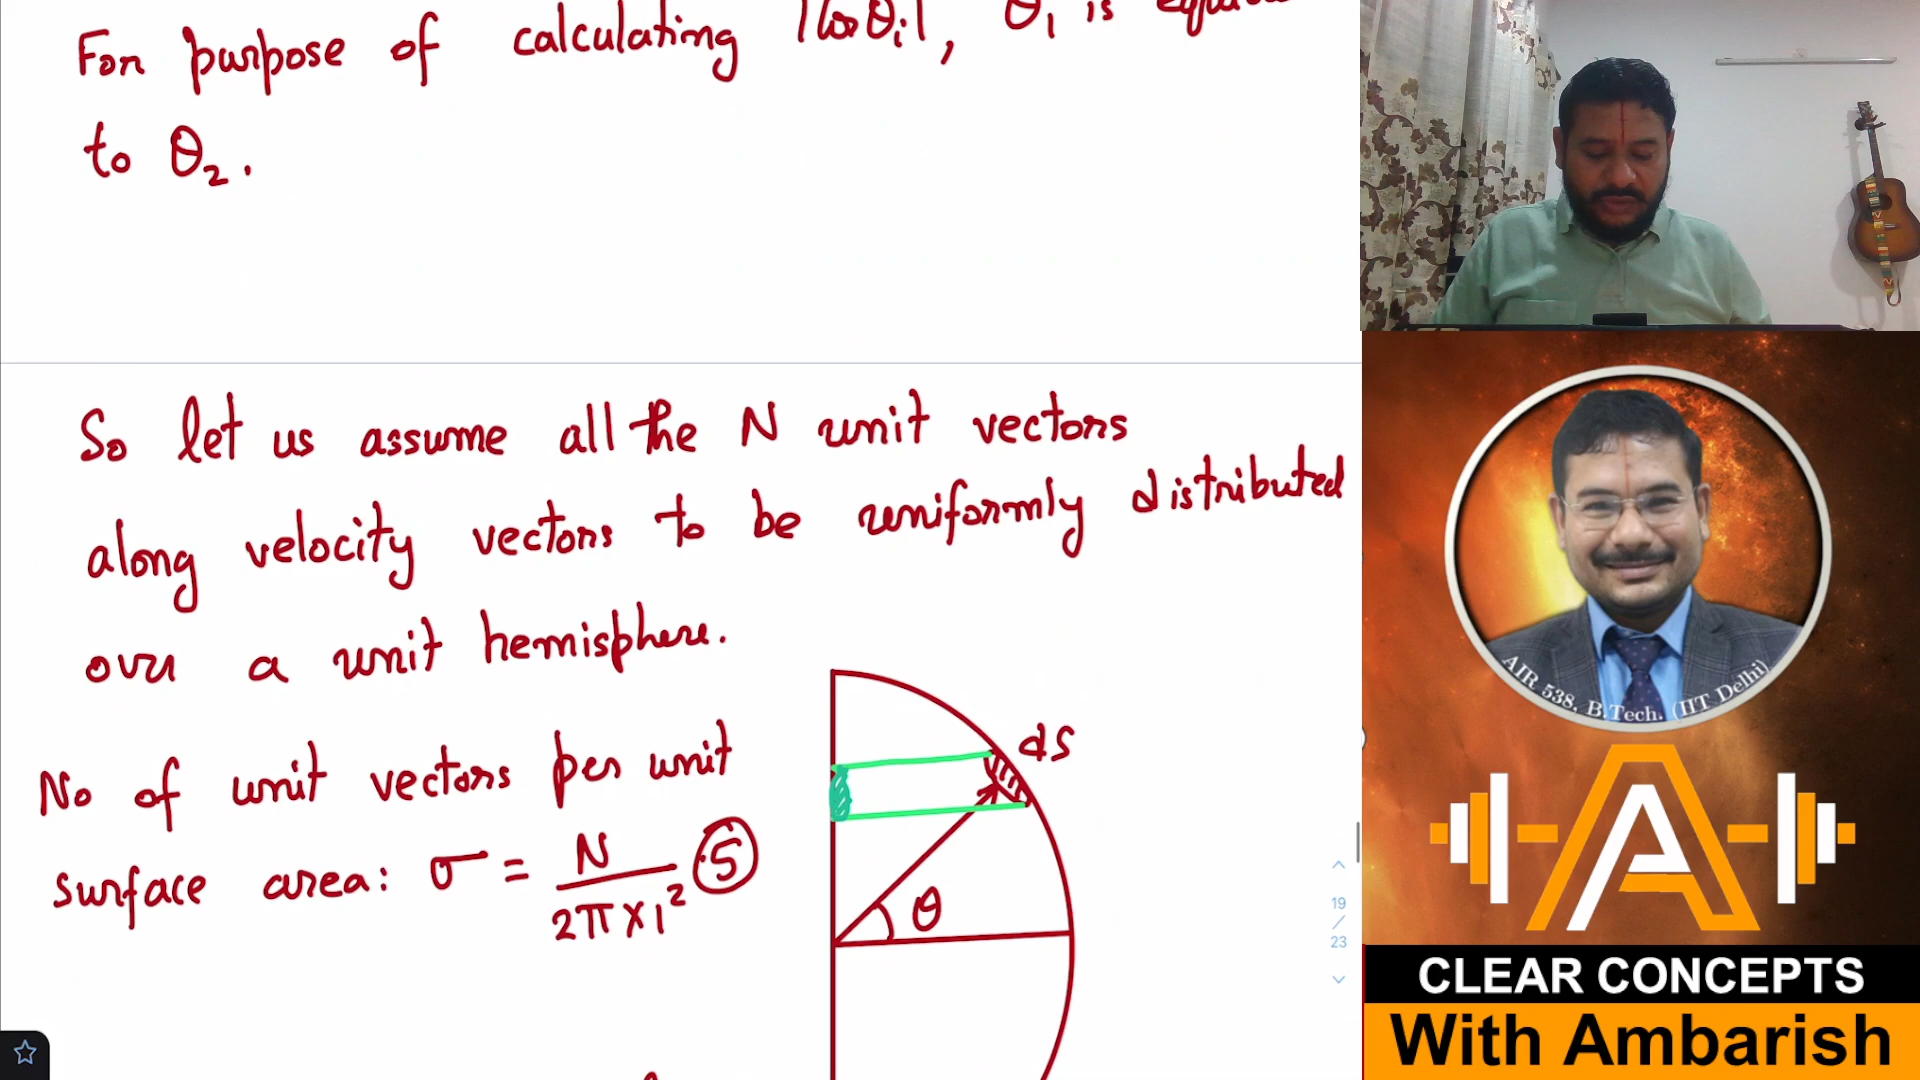 For purpose of calculating |cos θi|, θ1 is
to θ2.
So let us assume all the N unit vectors
along velocity vectors to be uniformly distributed
over a unit hemisphere.
No of unit vectors per unit
surface area: σ = N / 2π×1² ⑤
dS
θ
19
/
23
AIR 538, B.Tech. (IIT Delhi)
A
CLEAR CONCEPTS
With Ambarish